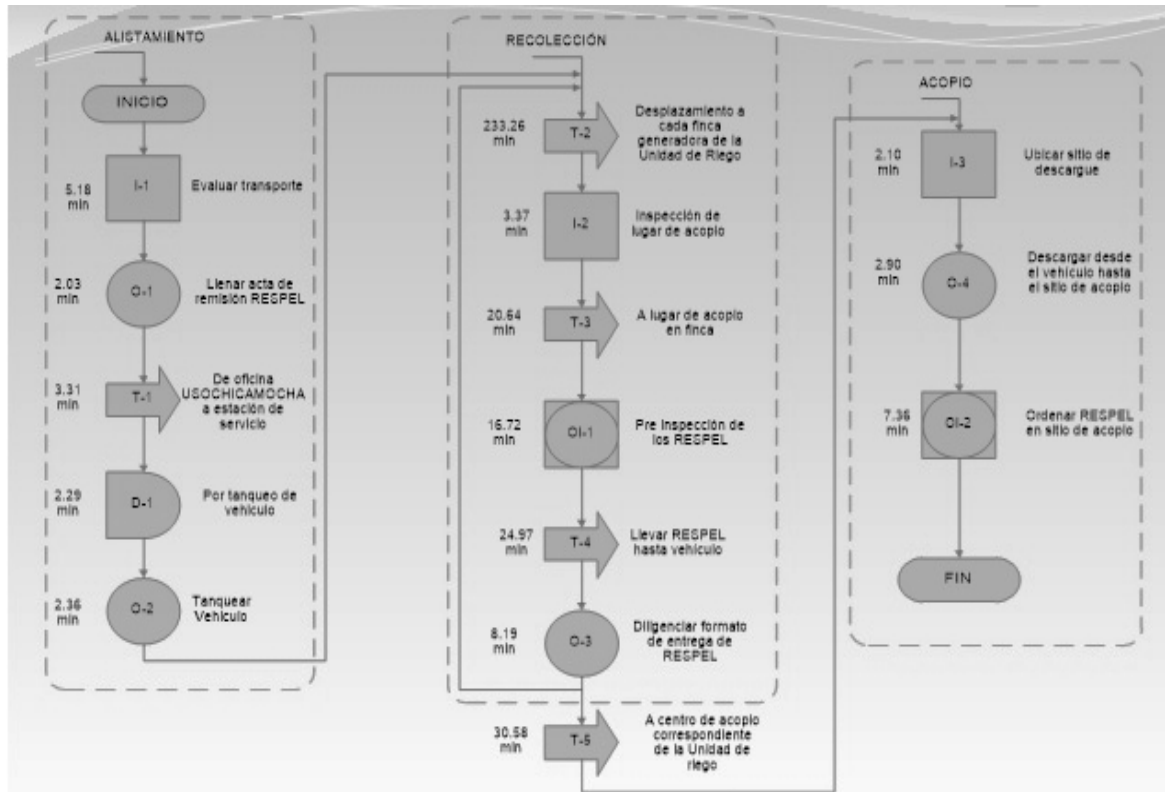 ALISTAMIENTO
INICIO
5.18
min
I-1
Evaluar transporte
2.03
min
O-1
Llenar acta de
remisión RESPEL
3.31
min
T-1
De oficina
USOCHICAMOCHA
a estación de
servicio
2.29
min
D-1
Por tanqueo de
vehículo
2.36
min
O-2
Tanquear
Vehículo
RECOLECCIÓN
233.26
min
T-2
Desplazamiento a
cada finca
generadora de la
Unidad de Riego
3.37
min
I-2
Inspección de
lugar de acopio
20.64
min
T-3
A lugar de acopio
en finca
16.72
min
OI-1
Pre inspección de
los RESPEL
24.97
min
T-4
Llevar RESPEL
hasta vehículo
8.19
min
O-3
Diligenciar formato
de entrega de
RESPEL
30.58
min
T-5
A centro de acopio
correspondiente
de la Unidad de
riego
ACOPIO
2.10
min
I-3
Ubicar sitio de
descargue
2.90
min
O-4
Descargar desde
el vehículo hasta
el sitio de acopio
7.36
min
OI-2
Ordenar RESPEL
en sitio de acopio
FIN